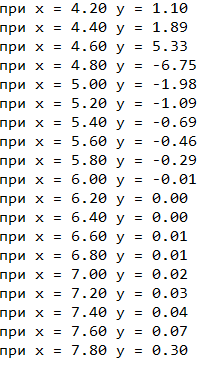 при x = 4.20 y = 1.10
при x = 4.40 y = 1.89
при x = 4.60 y = 5.33
при x = 4.80 y = -6.75
при x = 5.00 y = -1.98
при x = 5.20 y = -1.09
при x = 5.40 y = -0.69
при x = 5.60 y = -0.46
при x = 5.80 y = -0.29
при x = 6.00 y = -0.01
при x = 6.20 y = 0.00
при x = 6.40 y = 0.00
при x = 6.60 y = 0.01
при x = 6.80 y = 0.01
при x = 7.00 y = 0.02
при x = 7.20 y = 0.03
при x = 7.40 y = 0.04
при x = 7.60 y = 0.07
при x = 7.80 y = 0.30